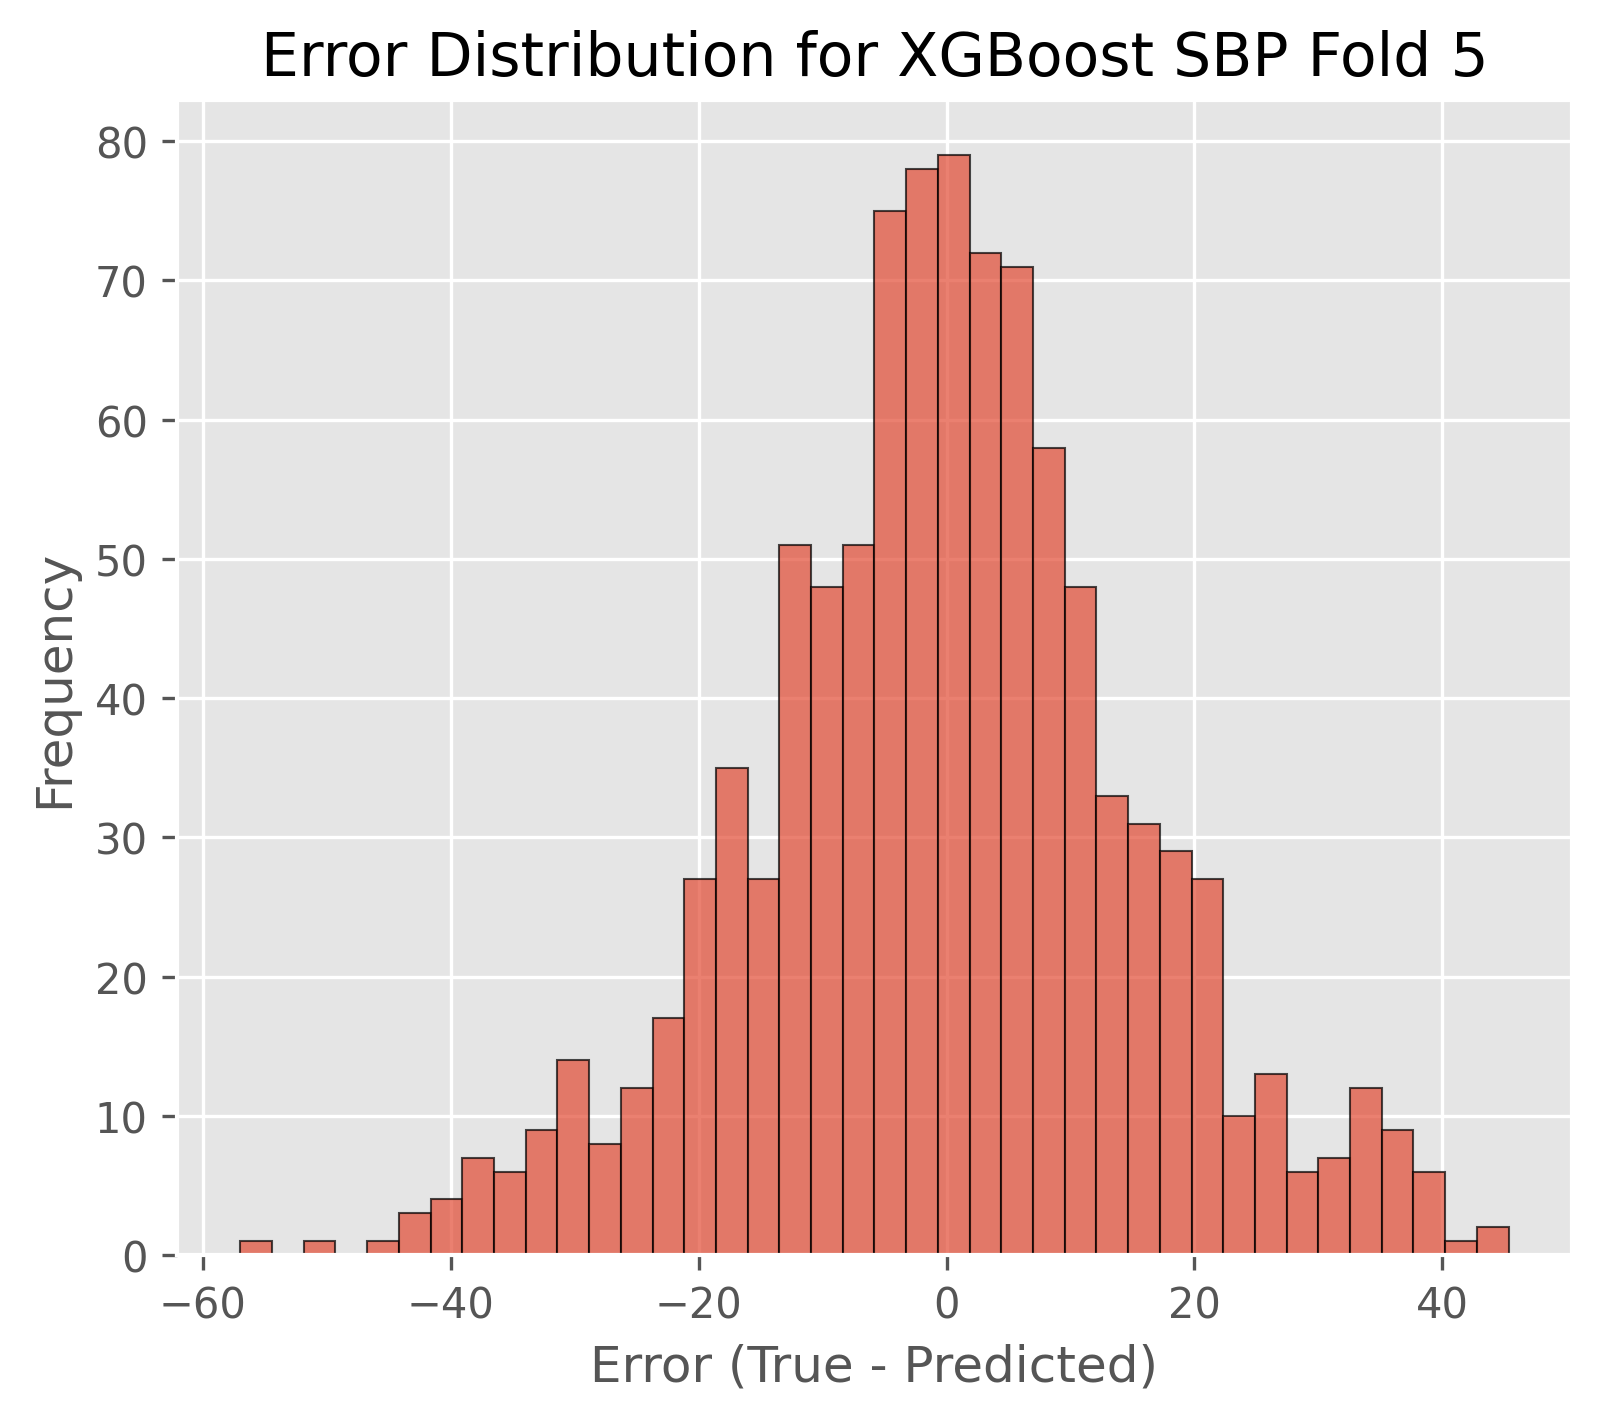 Error Distribution for XGBoost SBP Fold 5
80
70
60
50
40
30
20
10
0
Frequency
−60 −40 −20 0 20 40
Error (True - Predicted)